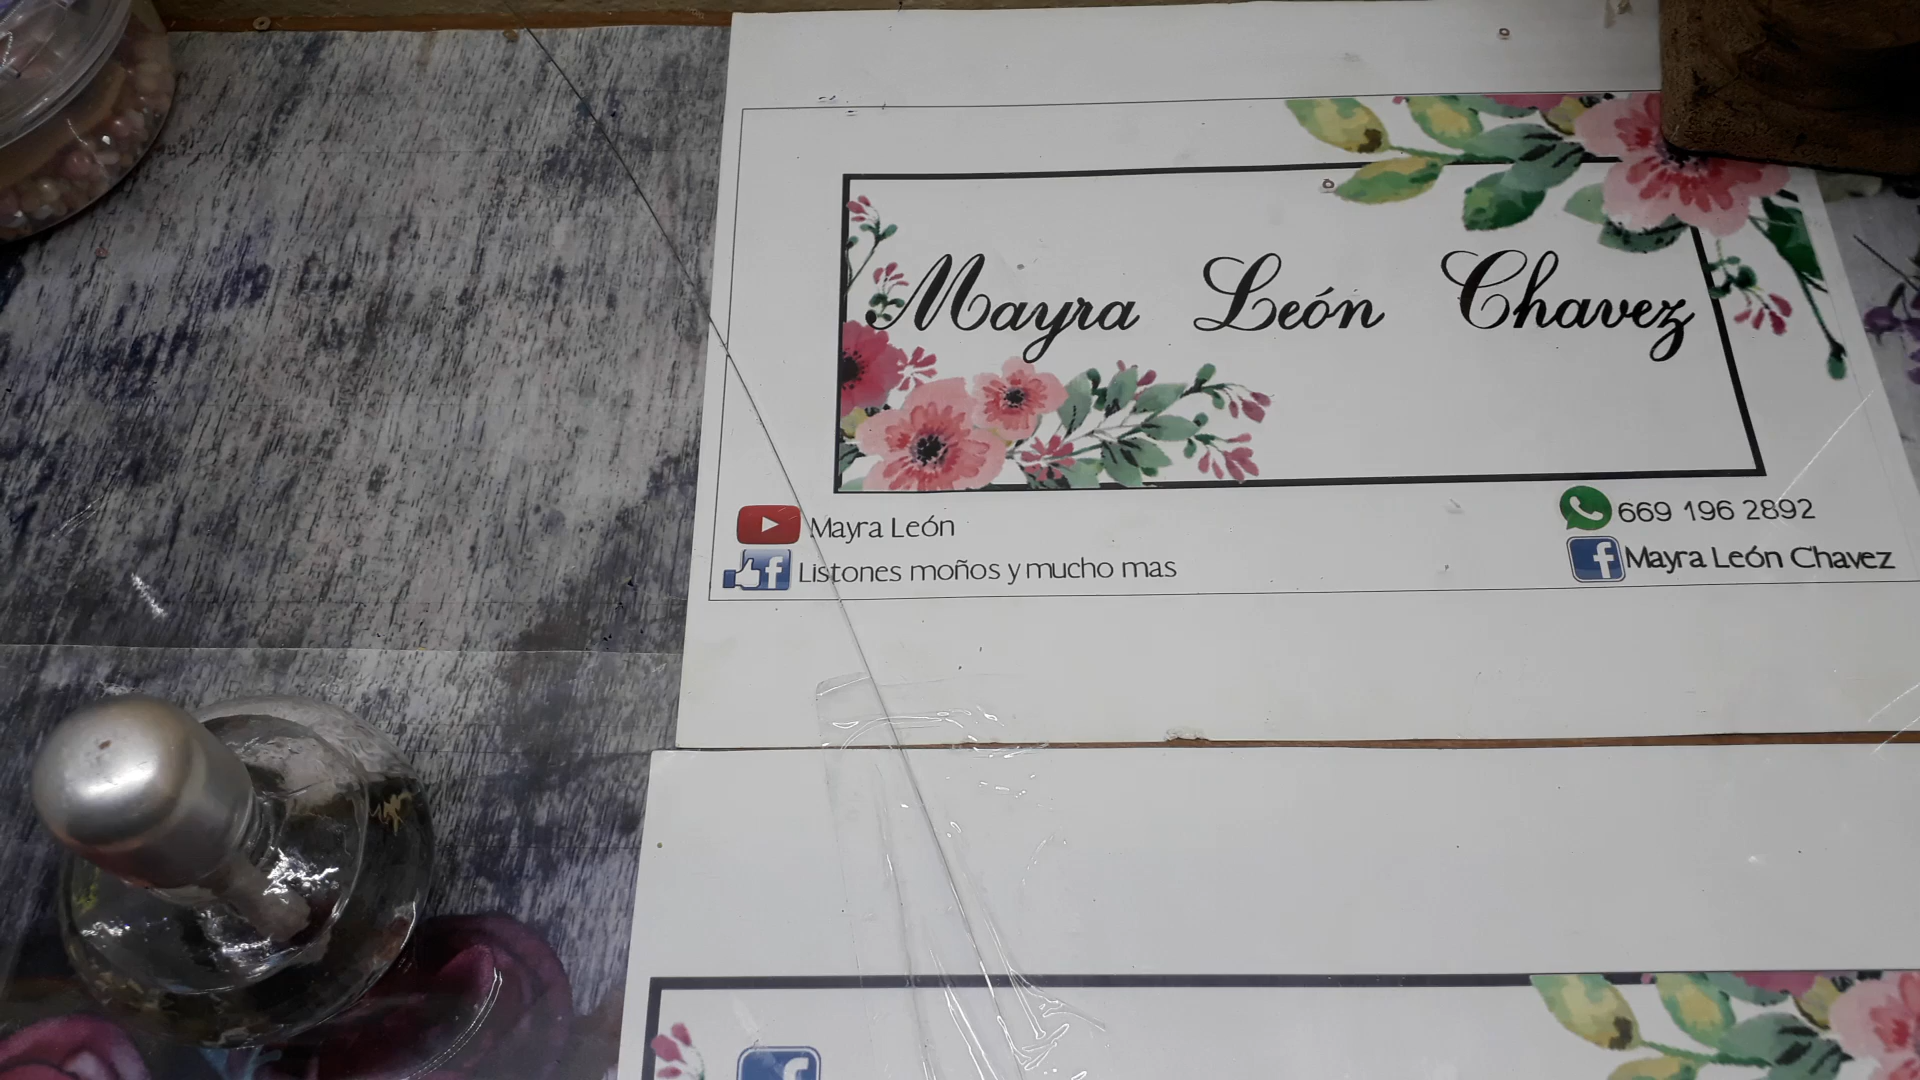 Mayra León Chavez
Mayra León
Listones moños y mucho mas
669 196 2892
Mayra León Chavez